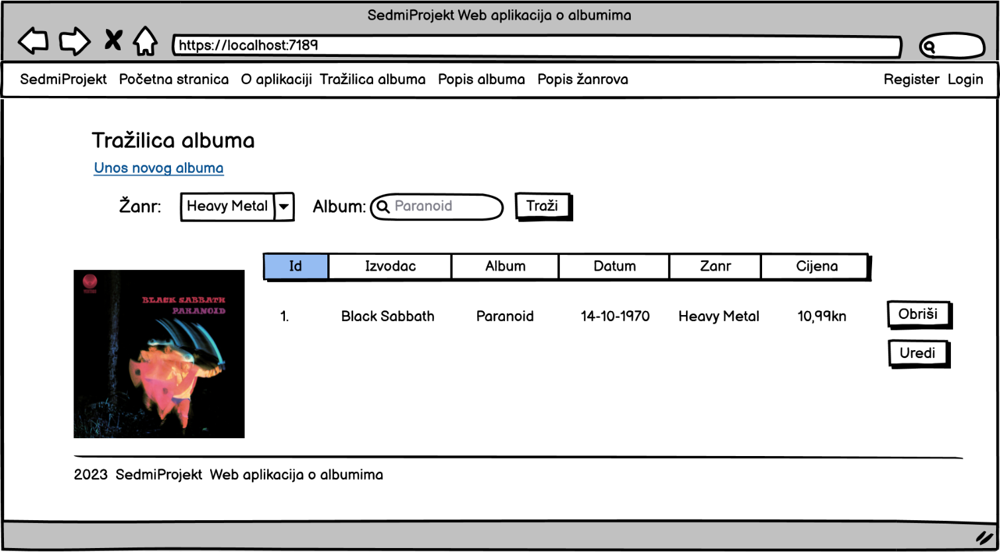 SedmiProjekt Web aplikacija o albumima
https://localhost:7189
SedmiProjekt Početna stranica O aplikaciji Tražilica albuma Popis albuma Popis žanrova Register Login
Tražilica albuma
Unos novog albuma
Žanr: Heavy Metal Album: Paranoid Traži
Id Izvodac Album Datum Zanr Cijena
BLACK SABBATH
PARANOID
1. Black Sabbath Paranoid 14-10-1970 Heavy Metal 10,99kn Obriši
Uredi
2023 SedmiProjekt Web aplikacija o albumima